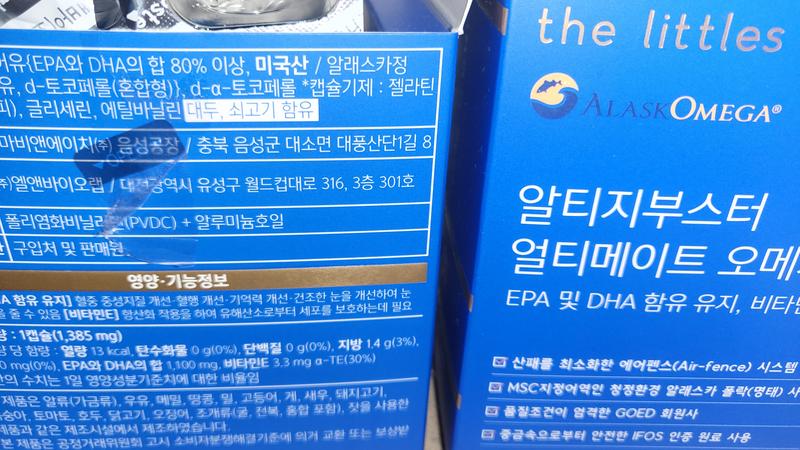 어유{EPA와 DHA의 합 80% 이상, 미국산 / 알래스카정
유, d-토코페롤(혼합형)}, d-α-토코페롤 *캡슐기제 : 젤라틴
피), 글리세린, 에틸바닐린 대두, 쇠고기 함유
마비앤에이치㈜ 음성공장 / 충북 음성군 대소면 대풍산단1길 8
㈜엘앤바이오랩 / 대전광역시 유성구 월드컵대로 316, 3층 301호
폴리염화비닐리 (PVDC) + 알루미늄호일
구입처 및 판매원
영양·기능정보
A 함유 유지] 혈중 중성지질 개선·혈행 개선·기억력 개선·건조한 눈을 개선하여 눈
을 줄 수 있음 [비타민E] 항산화 작용을 하여 유해산소로부터 세포를 보호하는데 필요
량 : 1캡슐(1,385 mg)
량 당 함량 : 열량 13 kcal, 탄수화물 0 g(0%), 단백질 0 g(0%), 지방 1.4 g(3%),
0 mg(0%), EPA와 DHA의 합 1,100 mg, 비타민E 3.3 mg α-TE(30%)
안의 수치는 1일 영양성분기준치에 대한 비율임
제품은 알류(가금류), 우유, 메밀, 땅콩, 밀, 고등어, 게, 새우, 돼지고기,
숭아, 토마토, 호두, 닭고기, 오징어, 조개류(굴, 전복, 홍합 포함), 잣을 사용한
제품과 같은 제조시설에서 제조하였습니다.
본 제품은 공정거래위원회 고시 소비자분쟁해결기준에 의거 교환 또는 보상받
the littles
ALASKOMEGA®
알티지부스터
얼티메이트 오메
EPA 및 DHA 함유 유지, 비타민
산패를 최소화한 에어펜스(Air-fence) 시스템
MSC지정어역인 청정환경 알래스카 폴락(명태) 사
품질조건이 엄격한 GOED 회원사
중금속으로부터 안전한 IFOS 인증 원료 사용